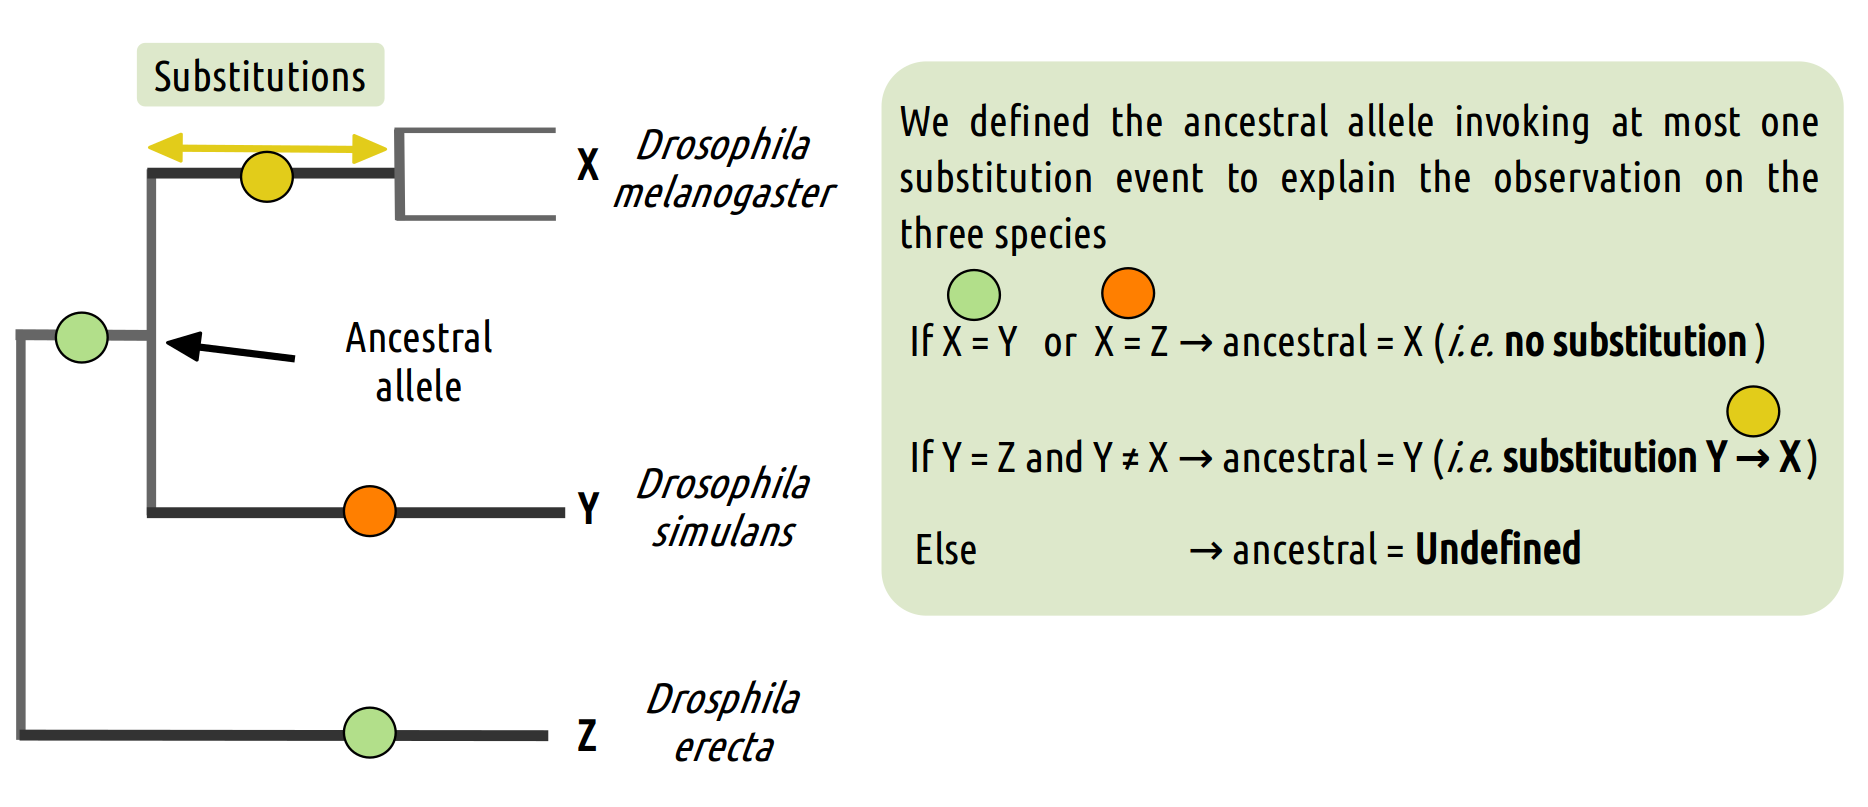 Substitutions
X
Drosophila
melanogaster
Ancestral
allele
Y
Drosophila
simulans
Z
Drosphila
erecta
We defined the ancestral allele invoking at most one
substitution event to explain the observation on the
three species
If X = Y or X = Z → ancestral = X (i.e. no substitution )
If Y = Z and Y ≠ X → ancestral = Y (i.e. substitution Y → X)
Else → ancestral = Undefined